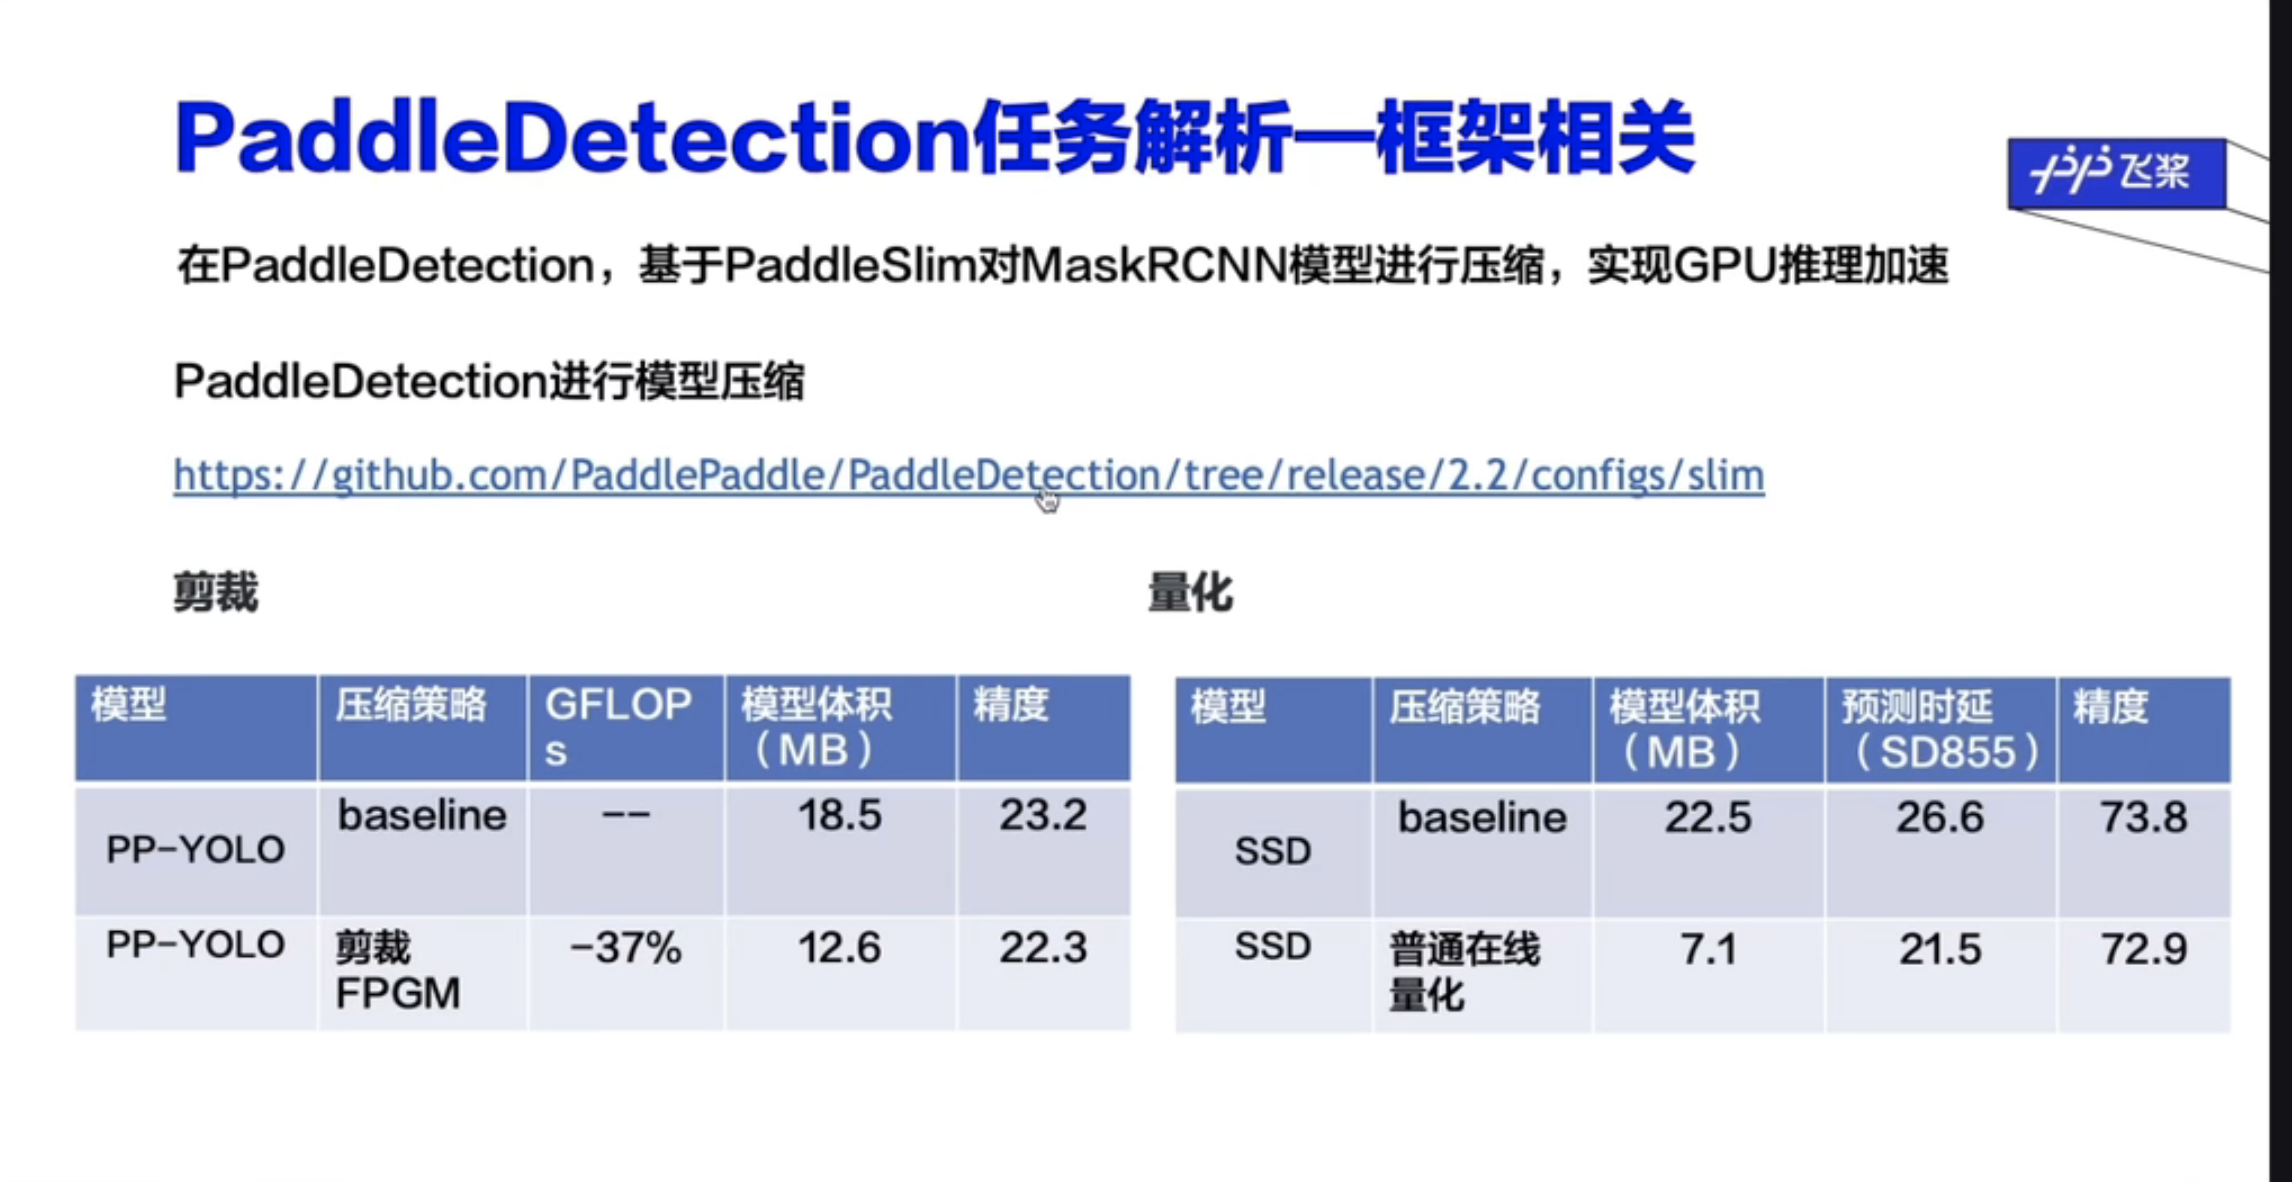 PaddleDetection任务解析—框架相关
飞桨
在PaddleDetection，基于PaddleSlim对MaskRCNN模型进行压缩，实现GPU推理加速
PaddleDetection进行模型压缩
https://github.com/PaddlePaddle/PaddleDetection/tree/release/2.2/configs/slim
剪裁
模型 压缩策略 GFLOP
s 模型体积
（MB） 精度
PP-YOLO baseline -- 18.5 23.2
PP-YOLO 剪裁
FPGM -37% 12.6 22.3
量化
模型 压缩策略 模型体积
（MB） 预测时延
（SD855） 精度
SSD baseline 22.5 26.6 73.8
SSD 普通在线
量化 7.1 21.5 72.9